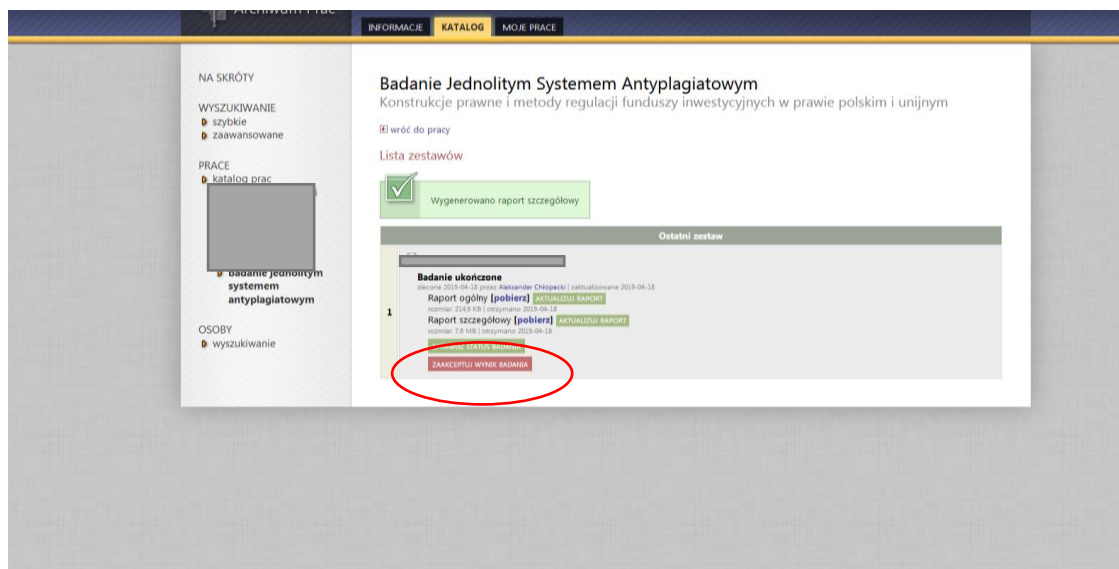 Archiwum Prac
INFORMACJE KATALOG MOJE PRACE
NA SKRÓTY
WYSZUKIWANIE
szybkie
zaawansowane
PRACE
katalog prac
badanie jednolitym
systemem
antyplagiatowym
OSOBY
wyszukiwanie
Badanie Jednolitym Systemem Antyplagiatowym
Konstrukcje prawne i metody regulacji funduszy inwestycyjnych w prawie polskim i unijnym
wróć do pracy
Lista zestawów
Wygenerowano raport szczegółowy
Ostatni zestaw
1
Badanie ukończone
zlecone 2019-04-18 przez Aleksander Chłopecki | zaktualizowane 2019-04-18
Raport ogólny [pobierz] AKTUALIZUJ RAPORT
rozmiar: 214,9 KB | otrzymano 2019-04-18
Raport szczegółowy [pobierz] AKTUALIZUJ RAPORT
rozmiar: 7,6 MB | otrzymano 2019-04-18
STATUS BADANIA
ZAAKCEPTUJ WYNIK BADANIA